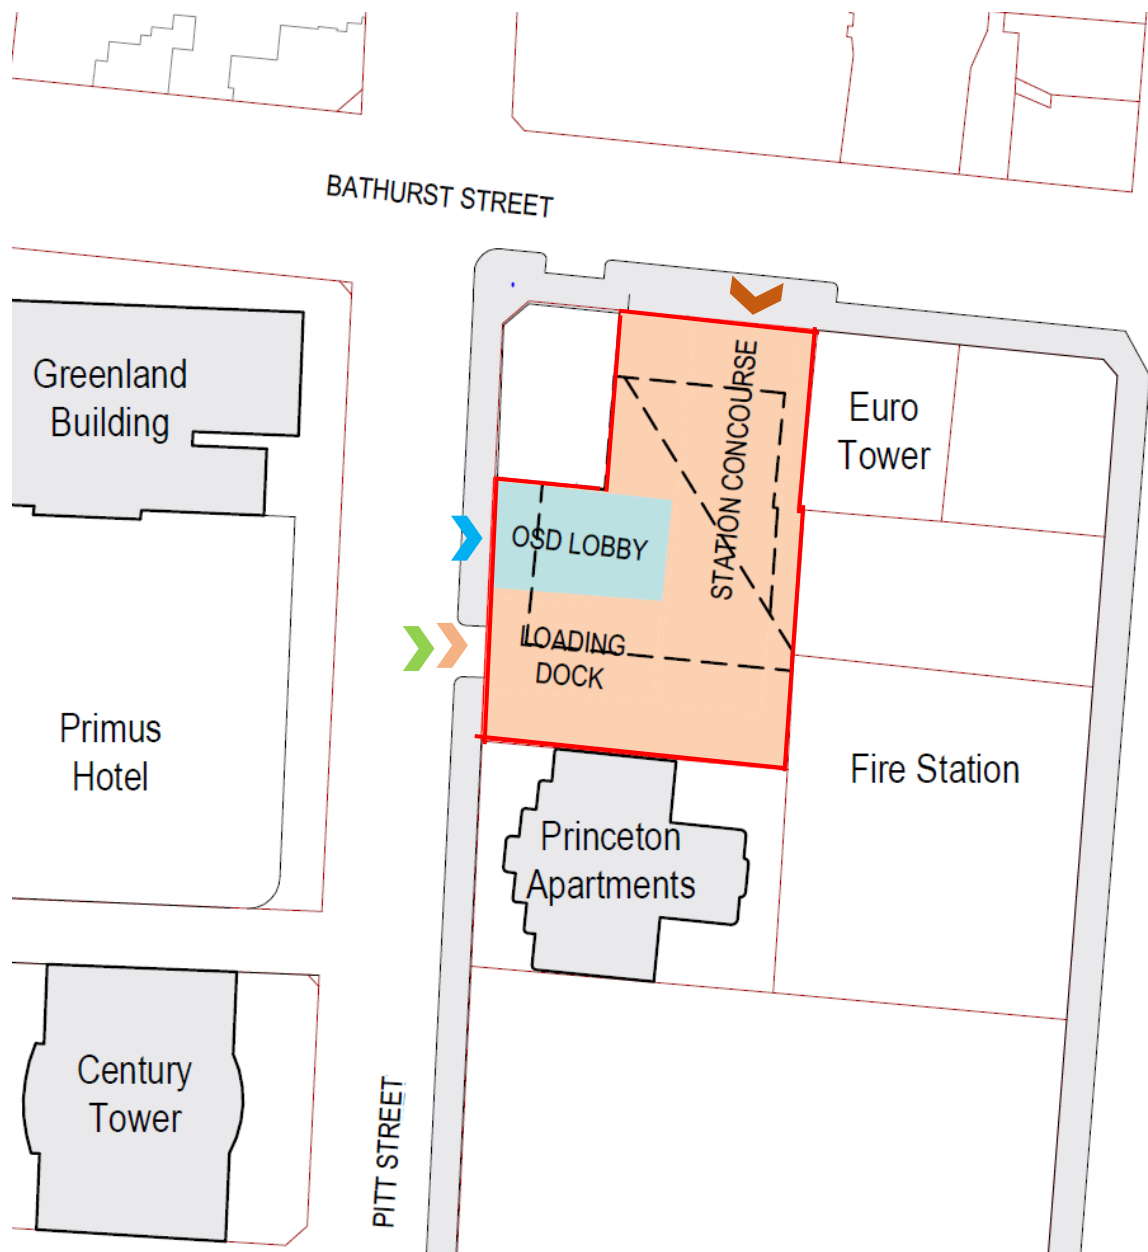 BATHURST STREET
Greenland
Building
STATION CONCOURSE
Euro
Tower
OSD LOBBY
LOADING
DOCK
Primus
Hotel
Fire Station
Princeton
Apartments
Century
Tower
PITT STREET